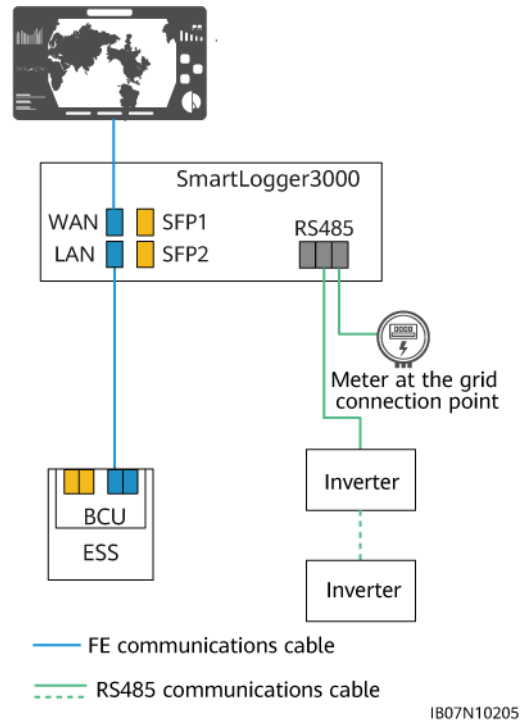 SmartLogger3000
WAN
SFP1
RS485
LAN
SFP2
Meter at the grid
connection point
Inverter
BCU
ESS
Inverter
FE communications cable
RS485 communications cable
IB07N10205